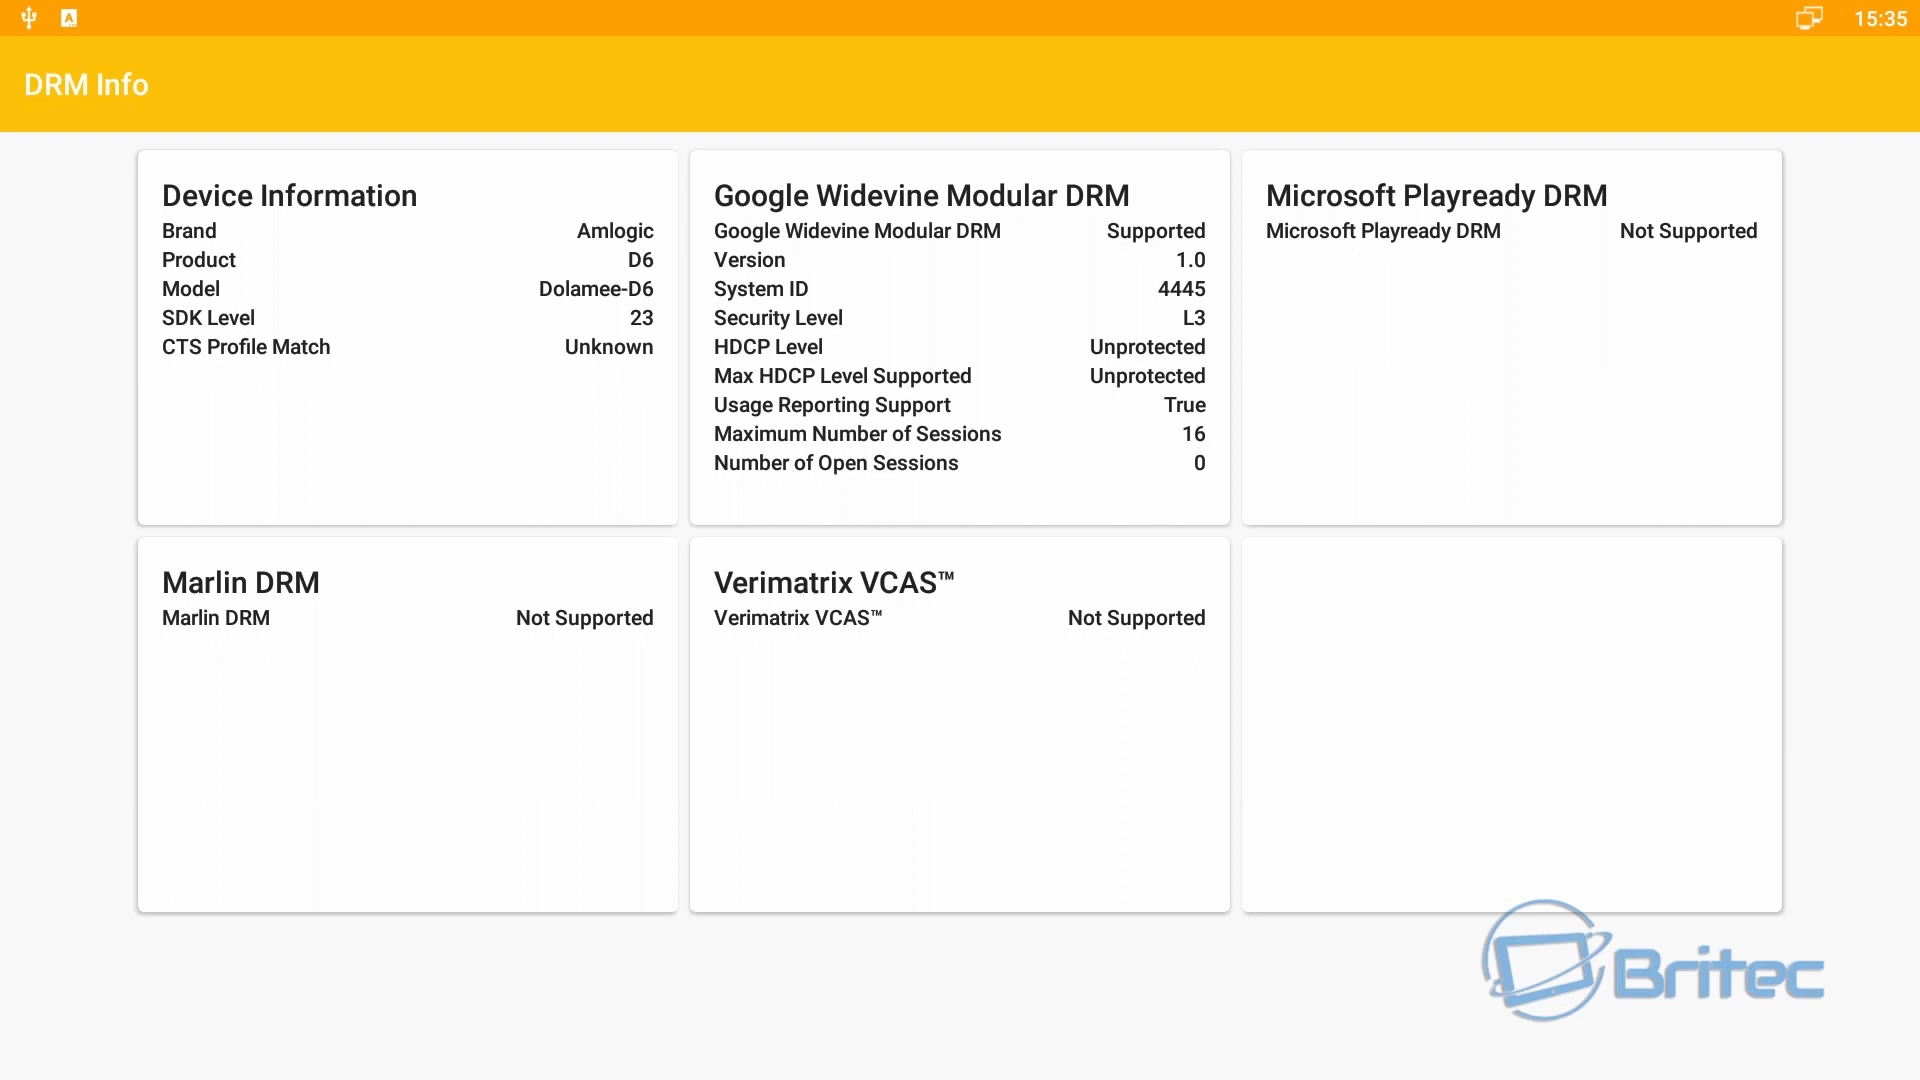 15:35
DRM Info
Device Information
Brand Amlogic
Product D6
Model Dolamee-D6
SDK Level 23
CTS Profile Match Unknown
Google Widevine Modular DRM
Google Widevine Modular DRM Supported
Version 1.0
System ID 4445
Security Level L3
HDCP Level Unprotected
Max HDCP Level Supported Unprotected
Usage Reporting Support True
Maximum Number of Sessions 16
Number of Open Sessions 0
Microsoft Playready DRM
Microsoft Playready DRM Not Supported
Marlin DRM
Marlin DRM Not Supported
Verimatrix VCAS™
Verimatrix VCAS™ Not Supported
Britec